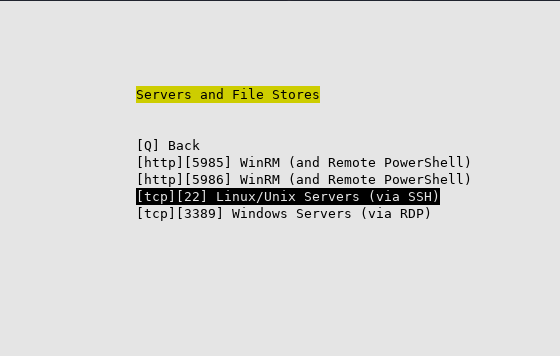 Servers and File Stores
[Q] Back
[http][5985] WinRM (and Remote PowerShell)
[http][5986] WinRM (and Remote PowerShell)
[tcp][22] Linux/Unix Servers (via SSH)
[tcp][3389] Windows Servers (via RDP)